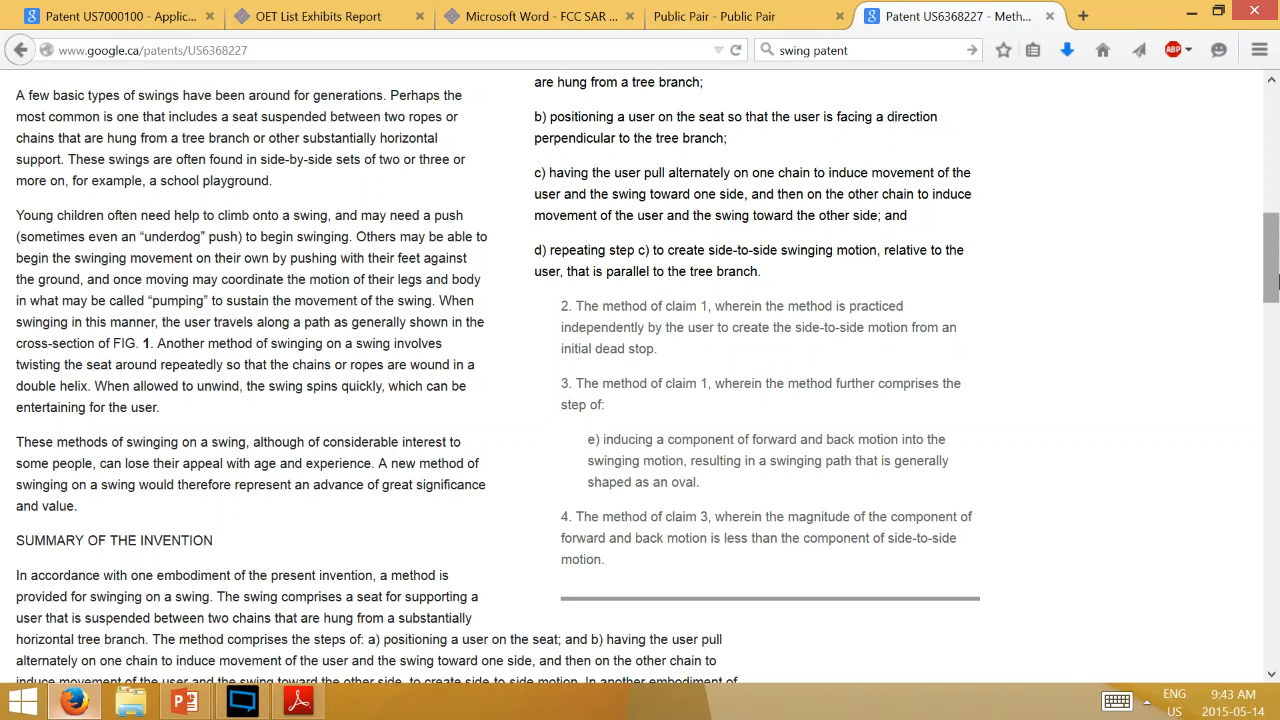 Patent US7000100 - Applic...
OET List Exhibits Report
Microsoft Word - FCC SAR ...
Public Pair - Public Pair
Patent US6368227 - Meth...
www.google.ca/patents/US6368227
swing patent
ABP
A few basic types of swings have been around for generations. Perhaps the
most common is one that includes a seat suspended between two ropes or
chains that are hung from a tree branch or other substantially horizontal
support. These swings are often found in side-by-side sets of two or three or
more on, for example, a school playground.
Young children often need help to climb onto a swing, and may need a push
(sometimes even an “underdog” push) to begin swinging. Others may be able to
begin the swinging movement on their own by pushing with their feet against
the ground, and once moving may coordinate the motion of their legs and body
in what may be called “pumping” to sustain the movement of the swing. When
swinging in this manner, the user travels along a path as generally shown in the
cross-section of FIG. 1. Another method of swinging on a swing involves
twisting the seat around repeatedly so that the chains or ropes are wound in a
double helix. When allowed to unwind, the swing spins quickly, which can be
entertaining for the user.
These methods of swinging on a swing, although of considerable interest to
some people, can lose their appeal with age and experience. A new method of
swinging on a swing would therefore represent an advance of great significance
and value.
SUMMARY OF THE INVENTION
In accordance with one embodiment of the present invention, a method is
provided for swinging on a swing. The swing comprises a seat for supporting a
user that is suspended between two chains that are hung from a substantially
horizontal tree branch. The method comprises the steps of: a) positioning a user on the seat; and b) having the user pull
alternately on one chain to induce movement of the user and the swing toward one side, and then on the other chain to
induce movement of the user and the swing toward the other side, to create side-to-side motion. In another embodiment of
are hung from a tree branch;
b) positioning a user on the seat so that the user is facing a direction
perpendicular to the tree branch;
c) having the user pull alternately on one chain to induce movement of the
user and the swing toward one side, and then on the other chain to induce
movement of the user and the swing toward the other side; and
d) repeating step c) to create side-to-side swinging motion, relative to the
user, that is parallel to the tree branch.
2. The method of claim 1, wherein the method is practiced
independently by the user to create the side-to-side motion from an
initial dead stop.
3. The method of claim 1, wherein the method further comprises the
step of:
e) inducing a component of forward and back motion into the
swinging motion, resulting in a swinging path that is generally
shaped as an oval.
4. The method of claim 3, wherein the magnitude of the component of
forward and back motion is less than the component of side-to-side
motion.
ENG
US
9:43 AM
2015-05-14